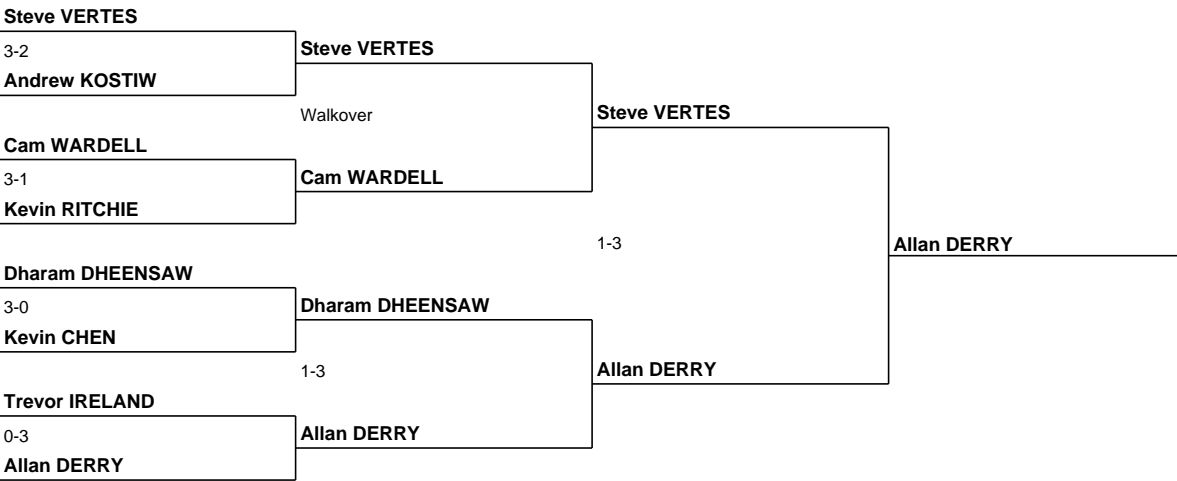 Steve VERTES
3-2
Steve VERTES
Andrew KOSTIW
Walkover
Steve VERTES
Cam WARDELL
3-1
Cam WARDELL
Kevin RITCHIE
1-3
Allan DERRY
Dharam DHEENSAW
3-0
Dharam DHEENSAW
Kevin CHEN
1-3
Allan DERRY
Trevor IRELAND
0-3
Allan DERRY
Allan DERRY